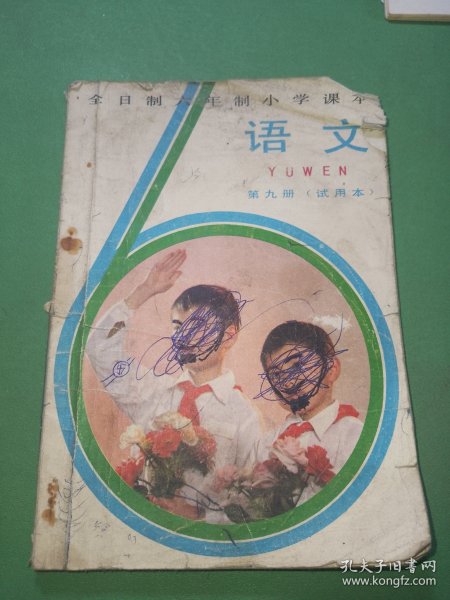 全日制六年制小学课本
语文
YUWEN
第九册（试用本）
孔夫子旧书网
www.kongfz.com